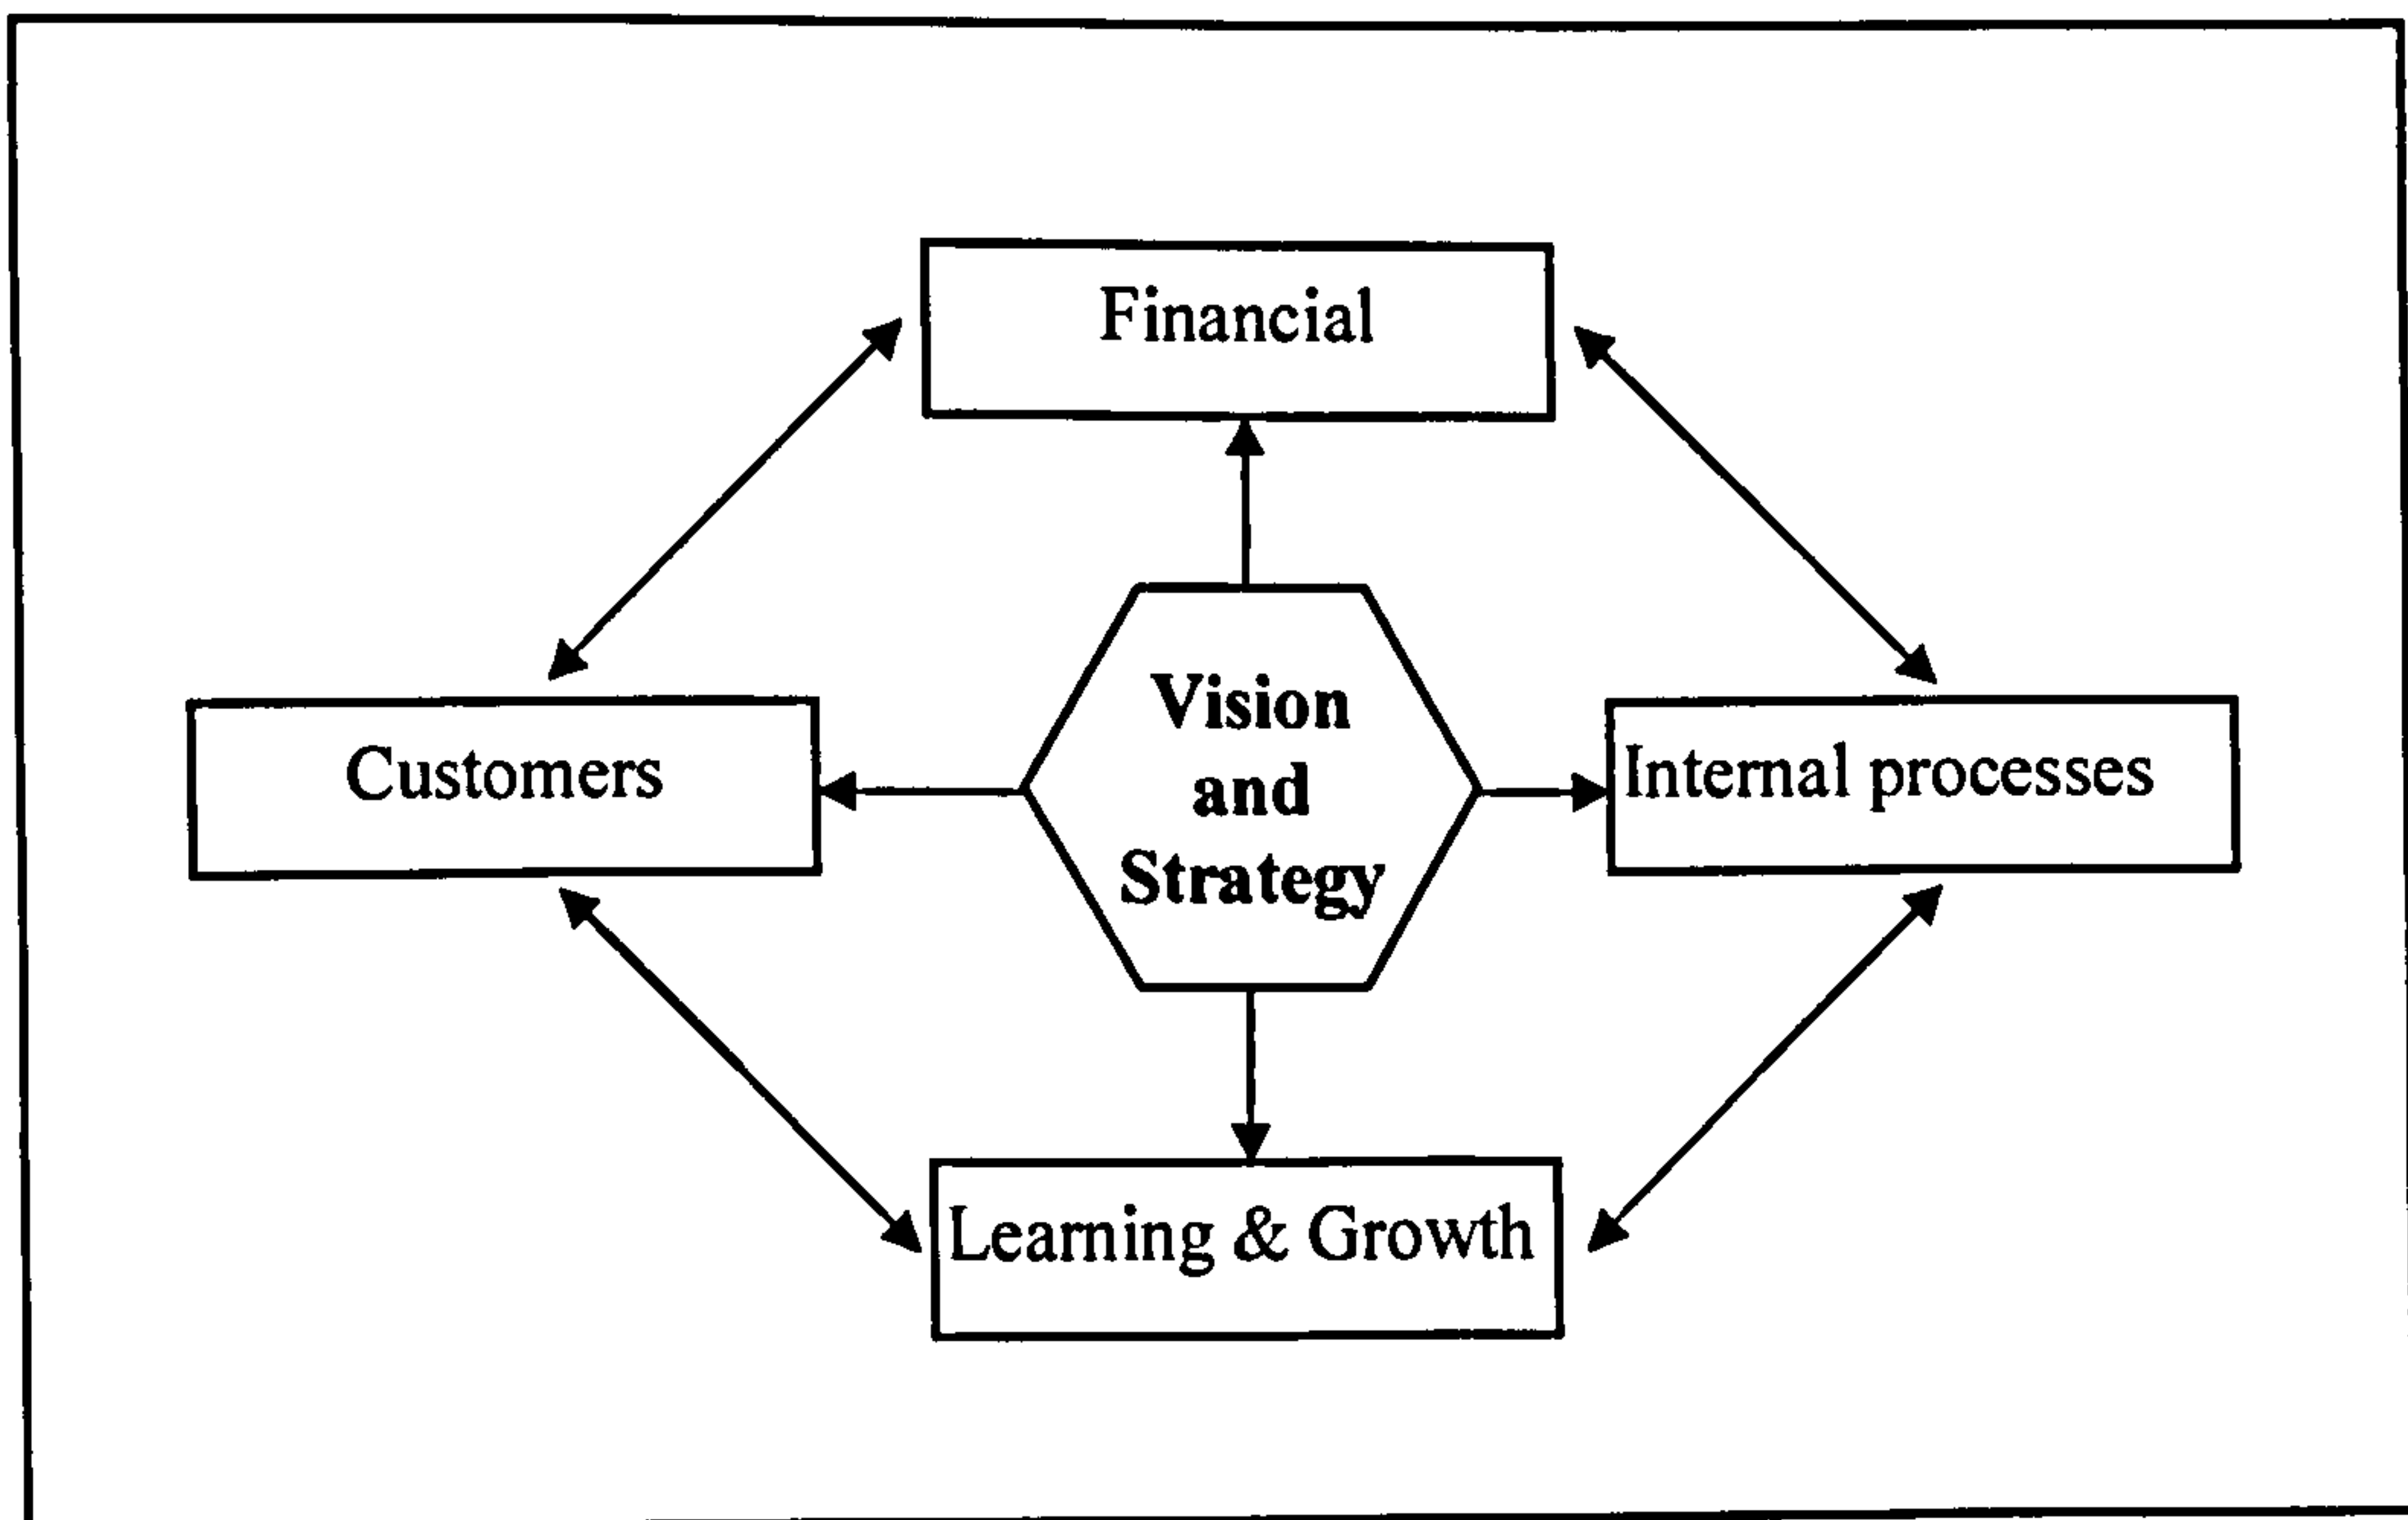 Financial
Customers
Vision
and
Strategy
Internal processes
Learning & Growth